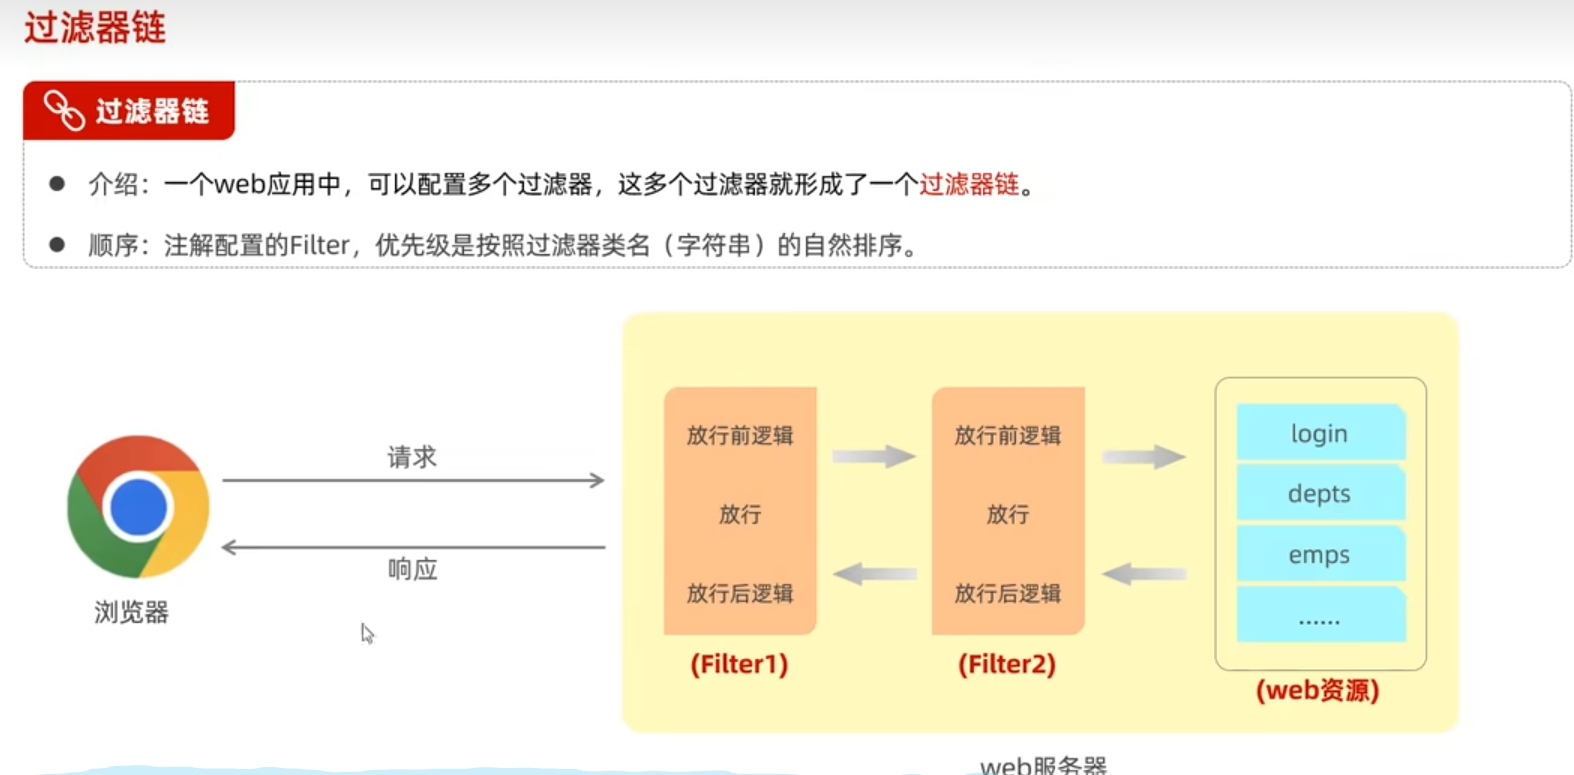 过滤器链
过滤器链
介绍：一个web应用中，可以配置多个过滤器，这多个过滤器就形成了一个过滤器链。
顺序：注解配置的Filter，优先级是按照过滤器类名（字符串）的自然排序。
请求
响应
浏览器
放行前逻辑
放行
放行后逻辑
(Filter1)
放行前逻辑
放行
放行后逻辑
(Filter2)
login
depts
emps
......
(web资源)
web服务器